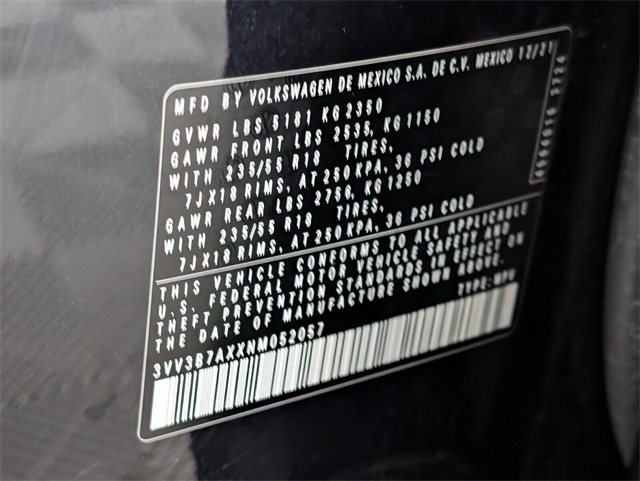 MFD BY VOLKSWAGEN DE MEXICO S.A. DE C.V. MEXICO 12/21
GVWR LBS 5181 KG 2350
GAWR FRONT LBS 2535, KG 1150
WITH 235/55 R18 TIRES,
7JX18 RIMS, AT 250 KPA, 36 PSI COLD
GAWR REAR LBS 2756, KG 1250
WITH 235/55 R18 TIRES,
7JX18 RIMS, AT 250 KPA, 36 PSI COLD
THIS VEHICLE CONFORMS TO ALL APPLICABLE
U.S. FEDERAL MOTOR VEHICLE SAFETY AND
THEFT PREVENTION STANDARDS IN EFFECT ON
THE DATE OF MANUFACTURE SHOWN ABOVE.
TYPE: MPV
3VV3B7AXXNM052057